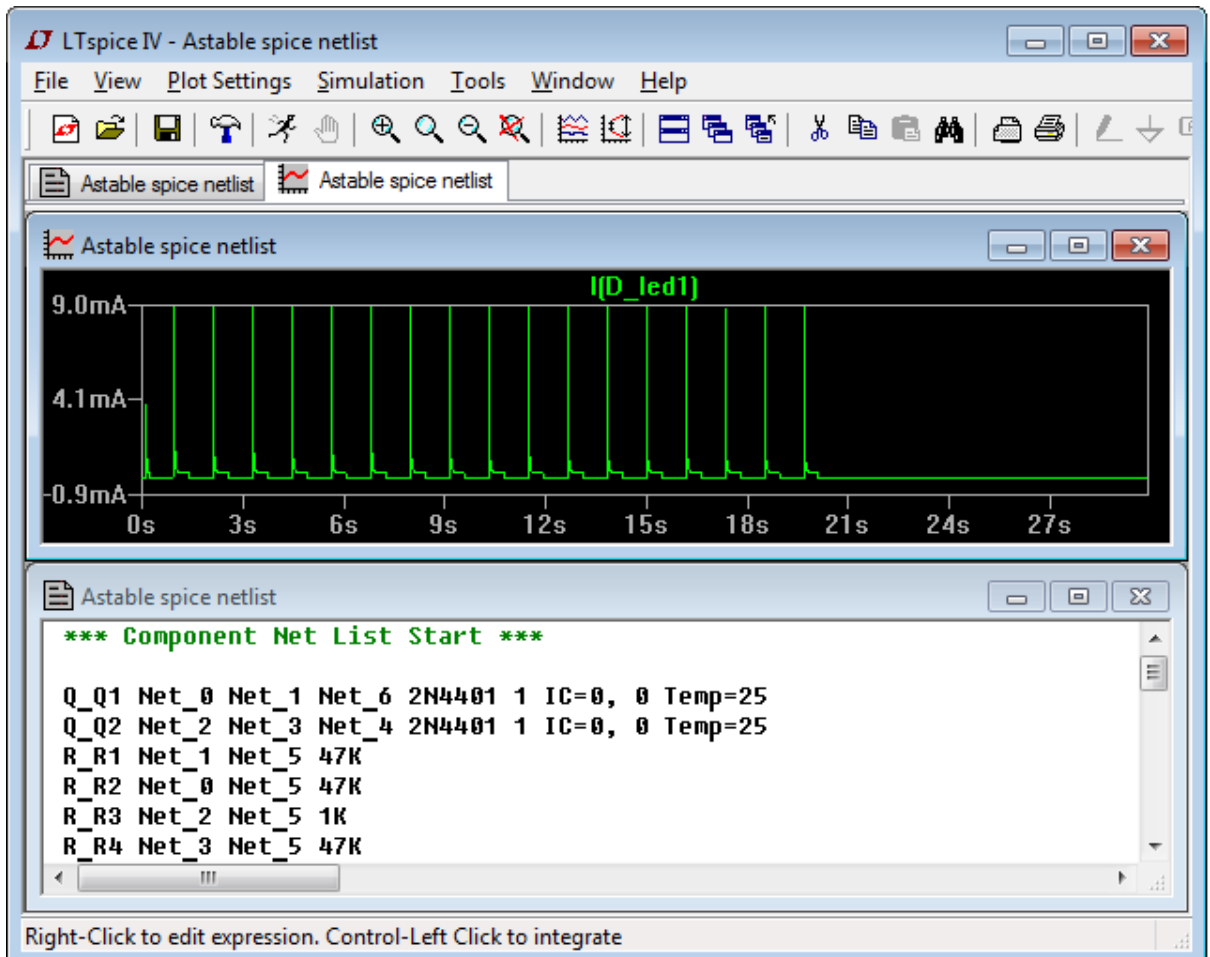 LTspice IV - Astable spice netlist
File View Plot Settings Simulation Tools Window Help
Astable spice netlist
Astable spice netlist
Astable spice netlist
I(D_led1)
9.0mA
4.1mA
-0.9mA
0s 3s 6s 9s 12s 15s 18s 21s 24s 27s
Astable spice netlist
*** Component Net List Start ***
Q_Q1 Net_0 Net_1 Net_6 2N4401 1 IC=0, 0 Temp=25
Q_Q2 Net_2 Net_3 Net_4 2N4401 1 IC=0, 0 Temp=25
R_R1 Net_1 Net_5 47K
R_R2 Net_0 Net_5 47K
R_R3 Net_2 Net_5 1K
R_R4 Net_3 Net_5 47K
Right-Click to edit expression. Control-Left Click to integrate